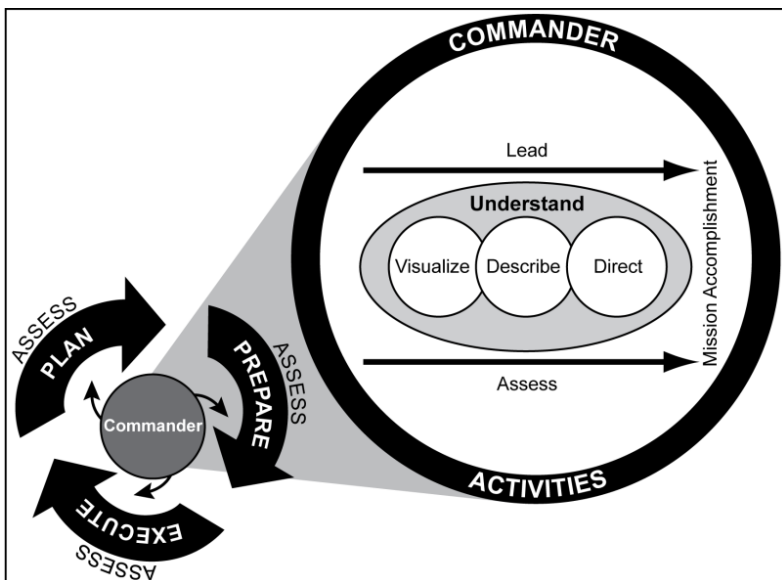 COMMANDER
Lead
Understand
Visualize
Describe
Direct
Mission Accomplishment
Assess
ACTIVITIES
ASSESS
PLAN
ASSESS
PREPARE
Commander
EXECUTE
ASSESS